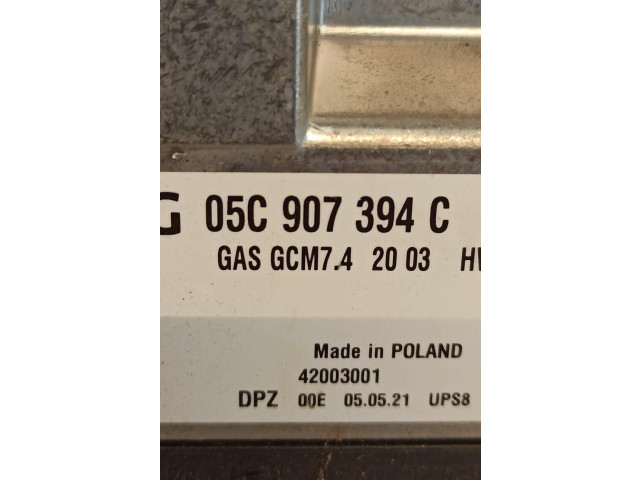 G 05C 907 394 C
GAS GCM7.4 20 03 H
Made in POLAND
42003001
DPZ 00E 05.05.21 UPS8